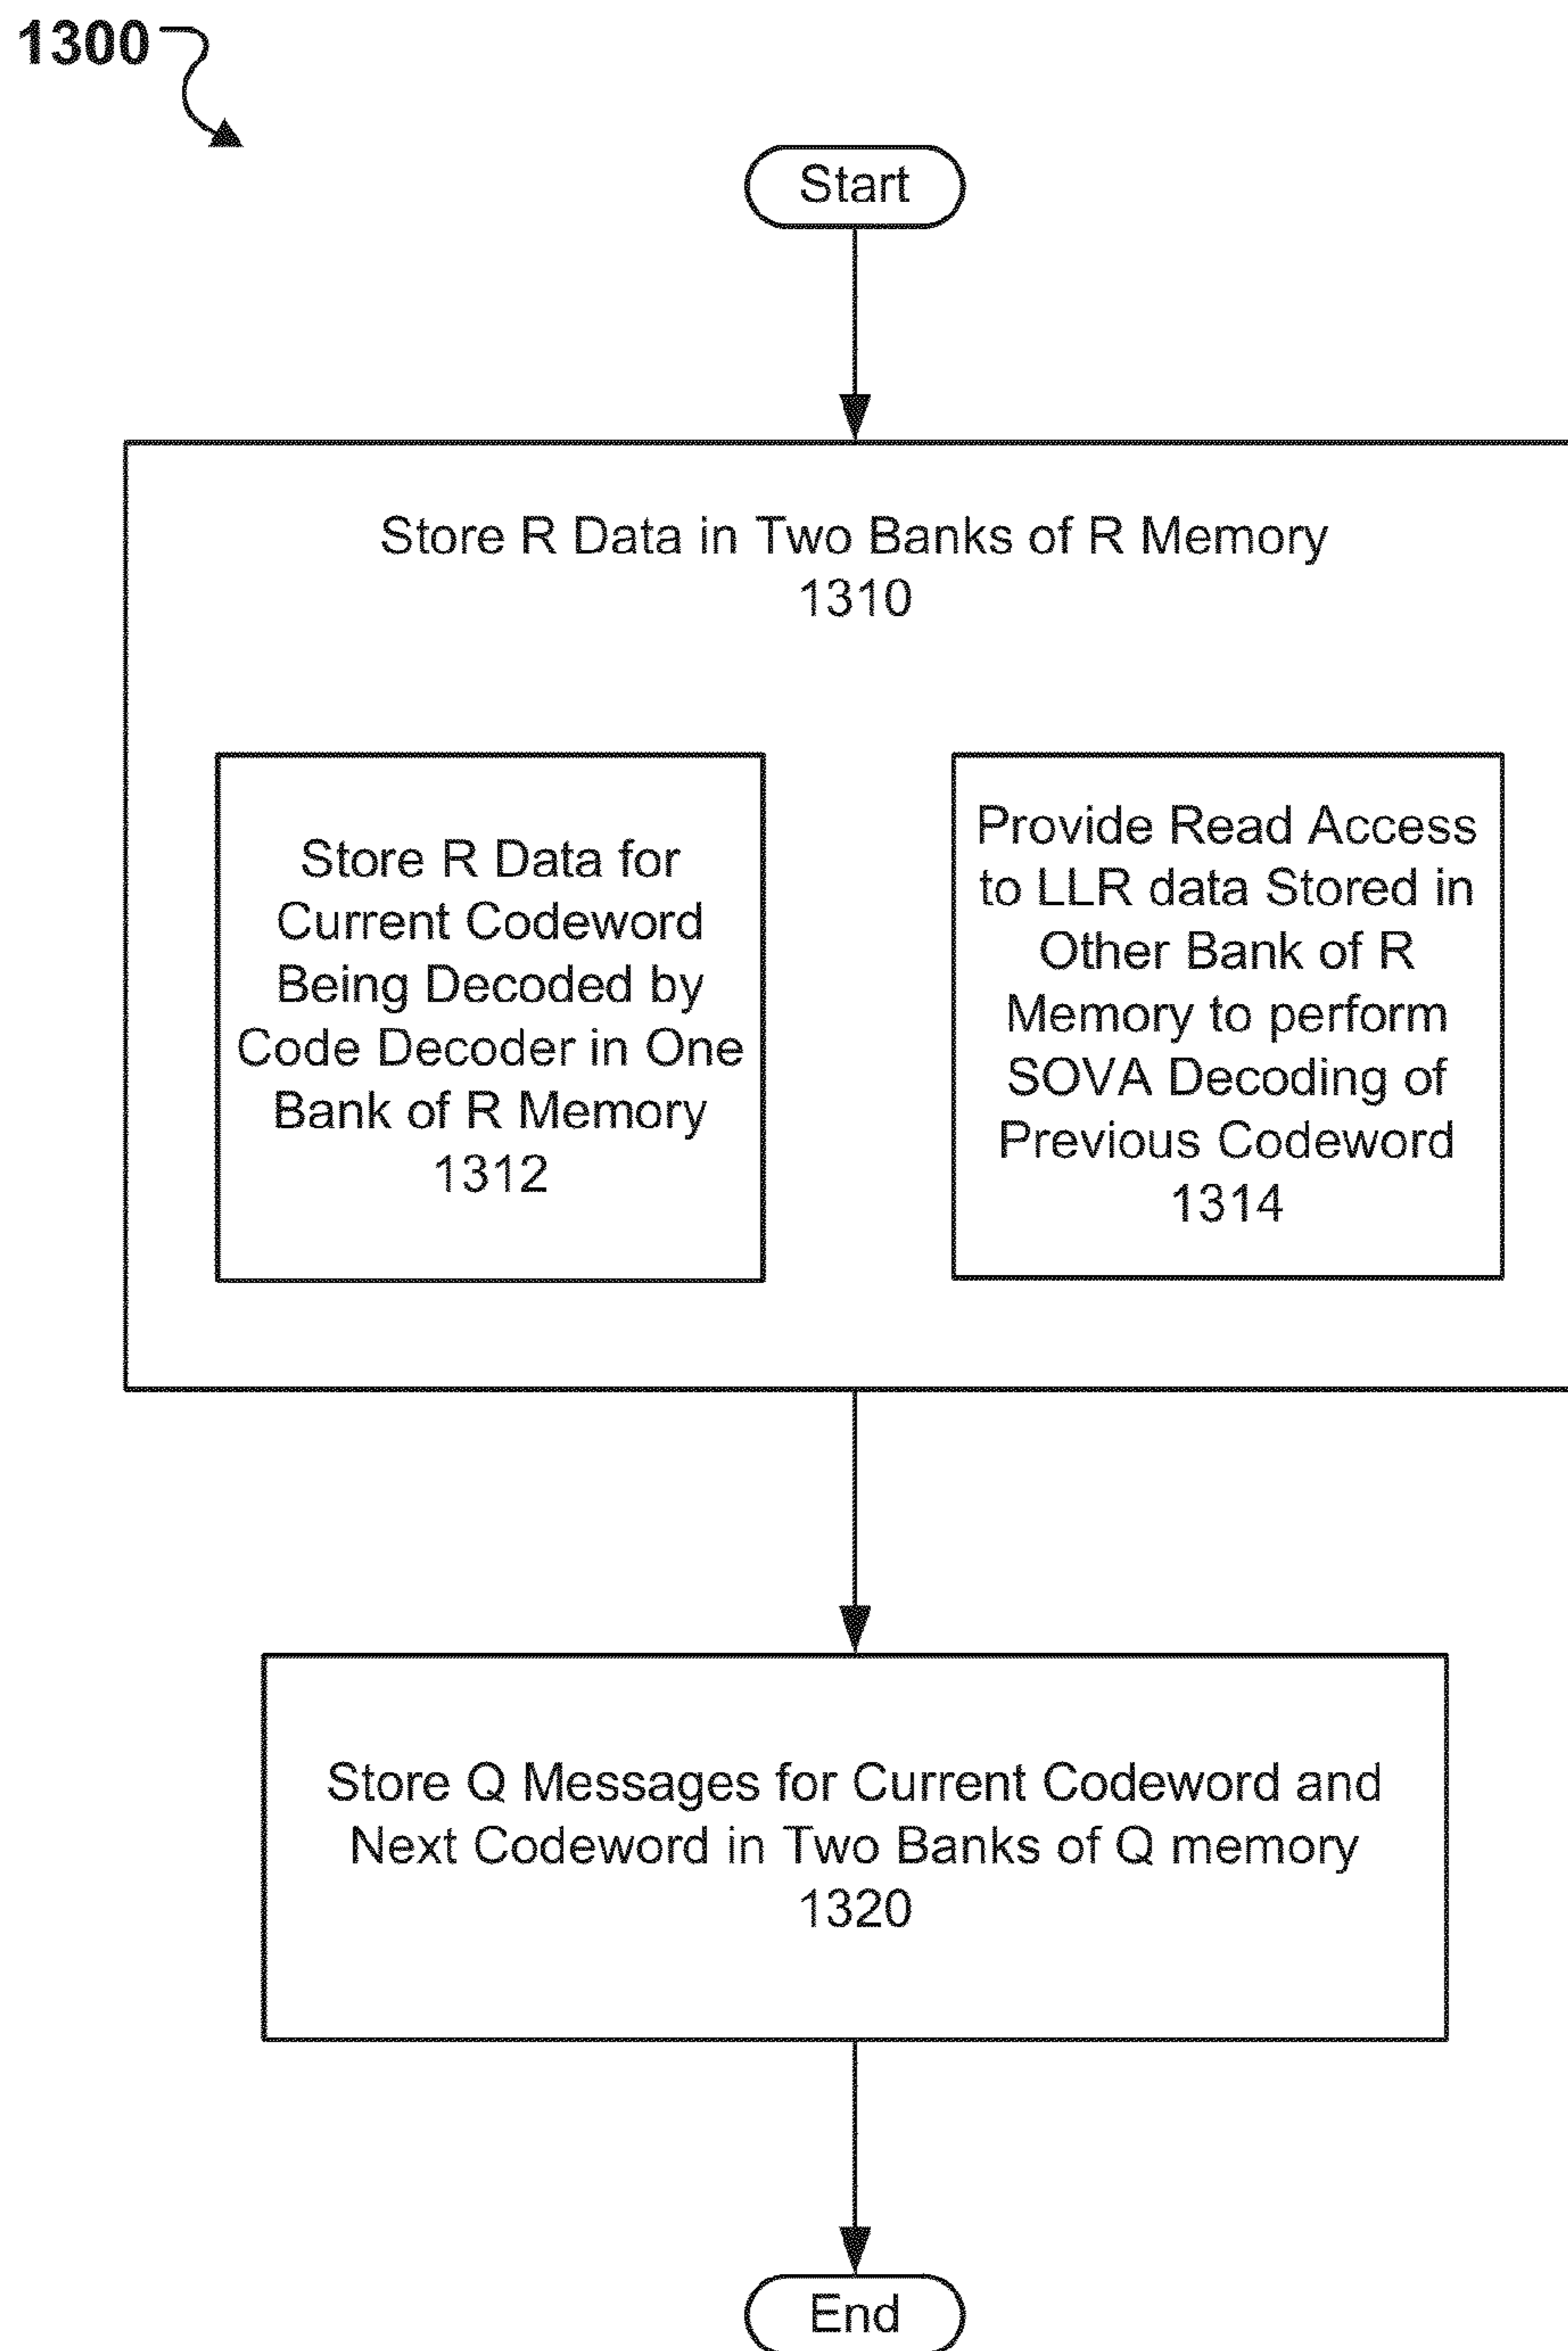 1300
Start
Store R Data in Two Banks of R Memory
1310
Store R Data for
Current Codeword
Being Decoded by
Code Decoder in One
Bank of R Memory
1312
Provide Read Access
to LLR data Stored in
Other Bank of R
Memory to perform
SOVA Decoding of
Previous Codeword
1314
Store Q Messages for Current Codeword and
Next Codeword in Two Banks of Q memory
1320
End